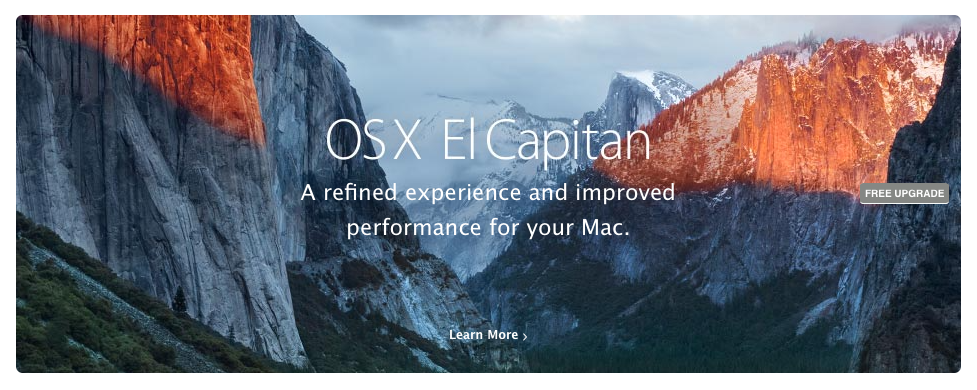 OS X El Capitan
A refined experience and improved
performance for your Mac.
FREE UPGRADE
Learn More ›